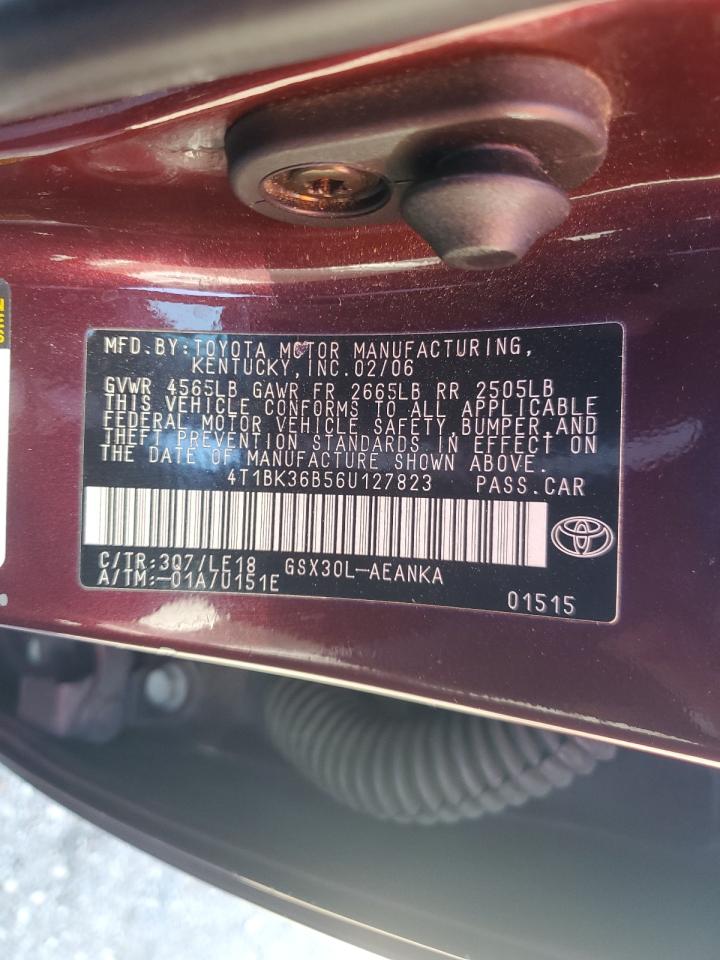 MFD.BY:TOYOTA MOTOR MANUFACTURING,
KENTUCKY, INC.02/06
GVWR 4565LB GAWR FR 2665LB RR 2505LB
THIS VEHICLE CONFORMS TO ALL APPLICABLE
FEDERAL MOTOR VEHICLE SAFETY, BUMPER, AND
THEFT PREVENTION STANDARDS IN EFFECT ON
THE DATE OF MANUFACTURE SHOWN ABOVE.
4T1BK36B56U127823 PASS.CAR
C/TR:3Q7/LE18 GSX30L-AEANKA
A/TM:-01A/U151E
01515